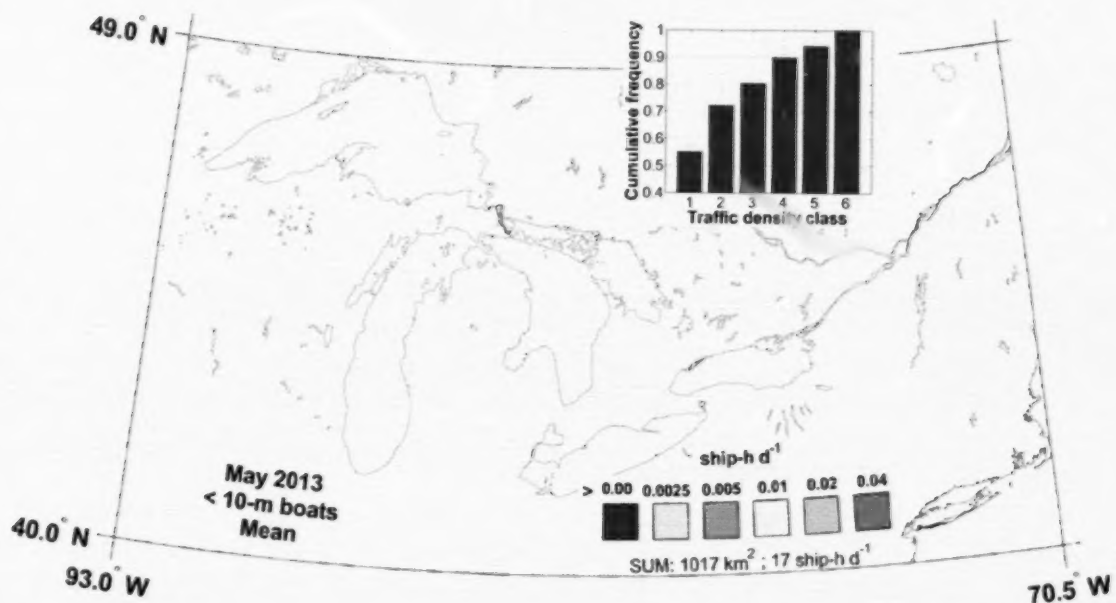 49.0° N
Cumulative frequency
1
0.9
0.8
0.7
0.6
0.5
0.4
1 2 3 4 5 6
Traffic density class
ship-h d⁻¹
> 0.00 0.0025 0.005 0.01 0.02 0.04
SUM: 1017 km² ; 17 ship-h d⁻¹
May 2013
< 10-m boats
Mean
40.0° N
93.0° W
70.5° W